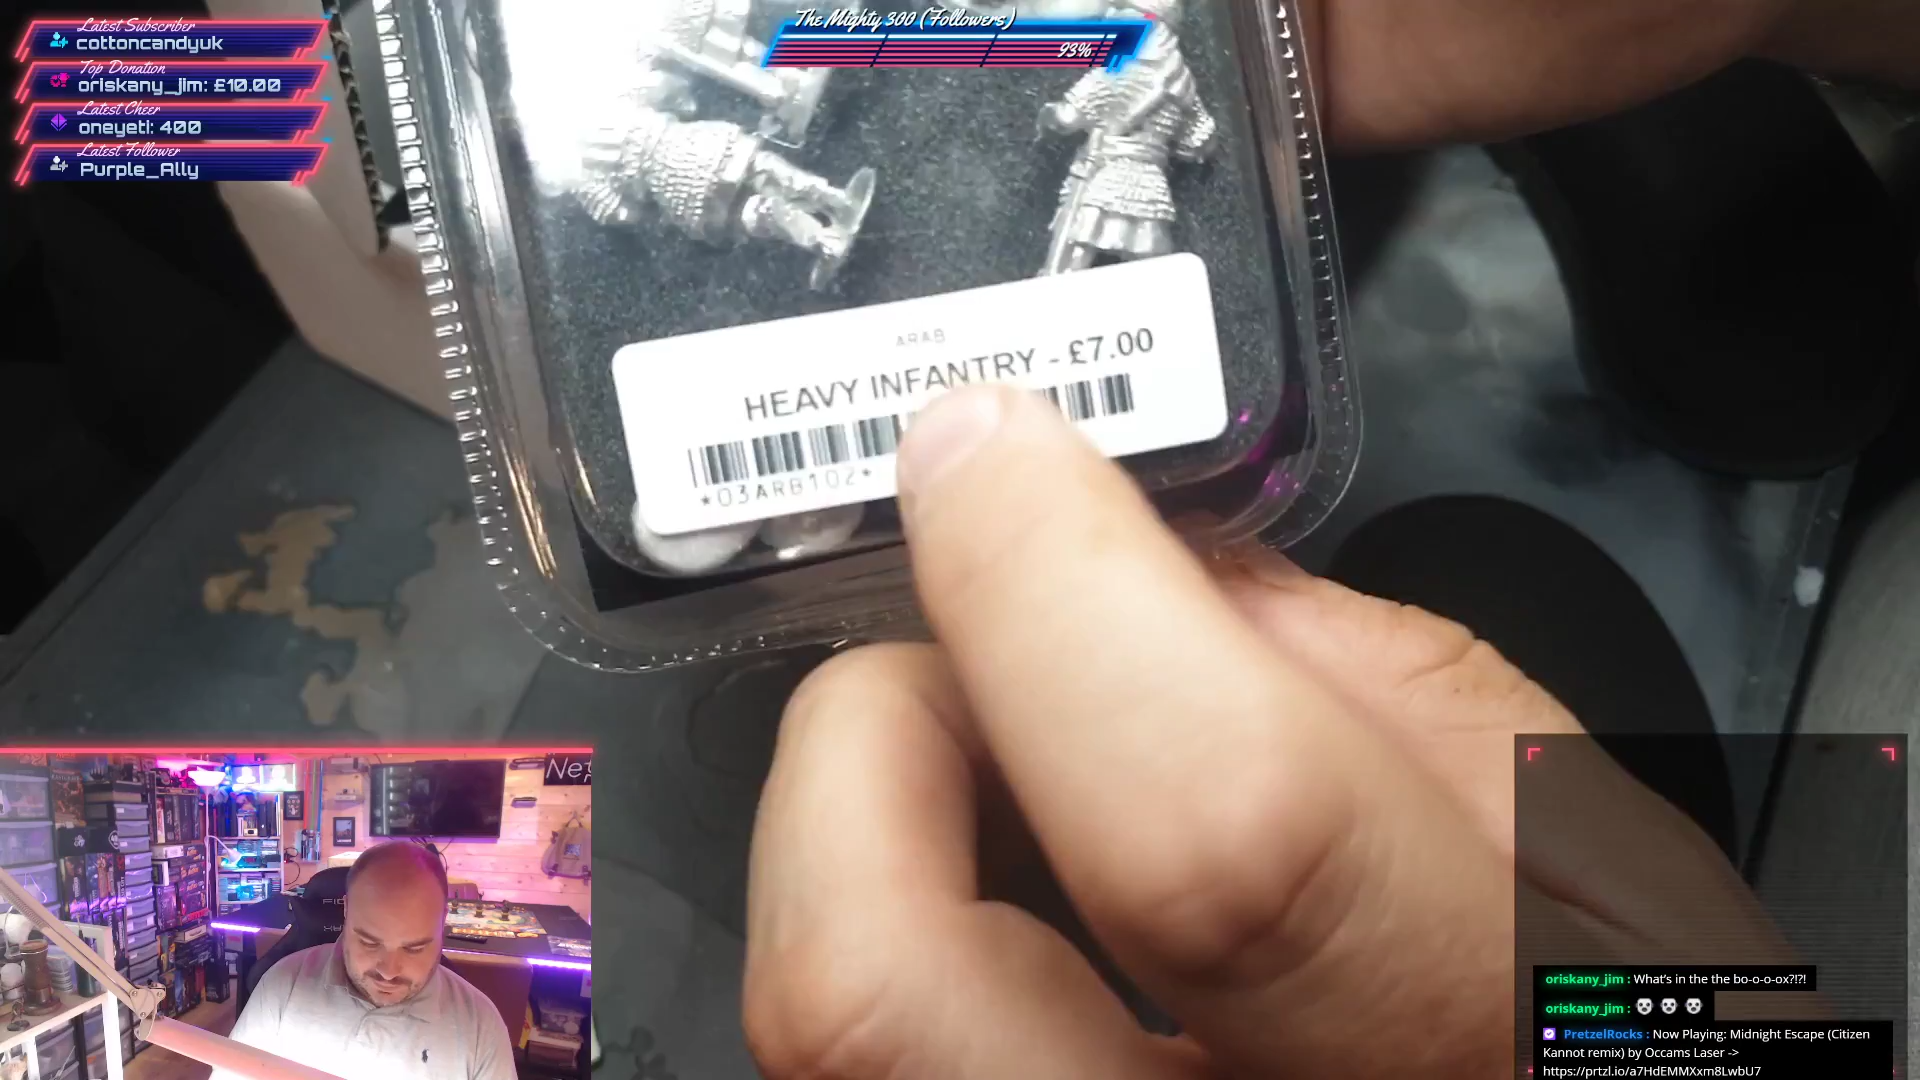 Latest Subscriber
cottoncandyuk
Top Donation
oriskany_jim: £10.00
Latest Cheer
oneyeti: 400
Latest Follower
Purple_Ally
The Mighty 300 (Followers)
93%
ARAB
HEAVY INFANTRY - £7.00
*03ARB102*
oriskany_jim : What's in the the bo-o-o-ox?!?!
oriskany_jim :
PretzelRocks : Now Playing: Midnight Escape (Citizen
Kannot remix) by Occams Laser ->
https://prtzl.io/a7HdEMMXxm8LwbU7